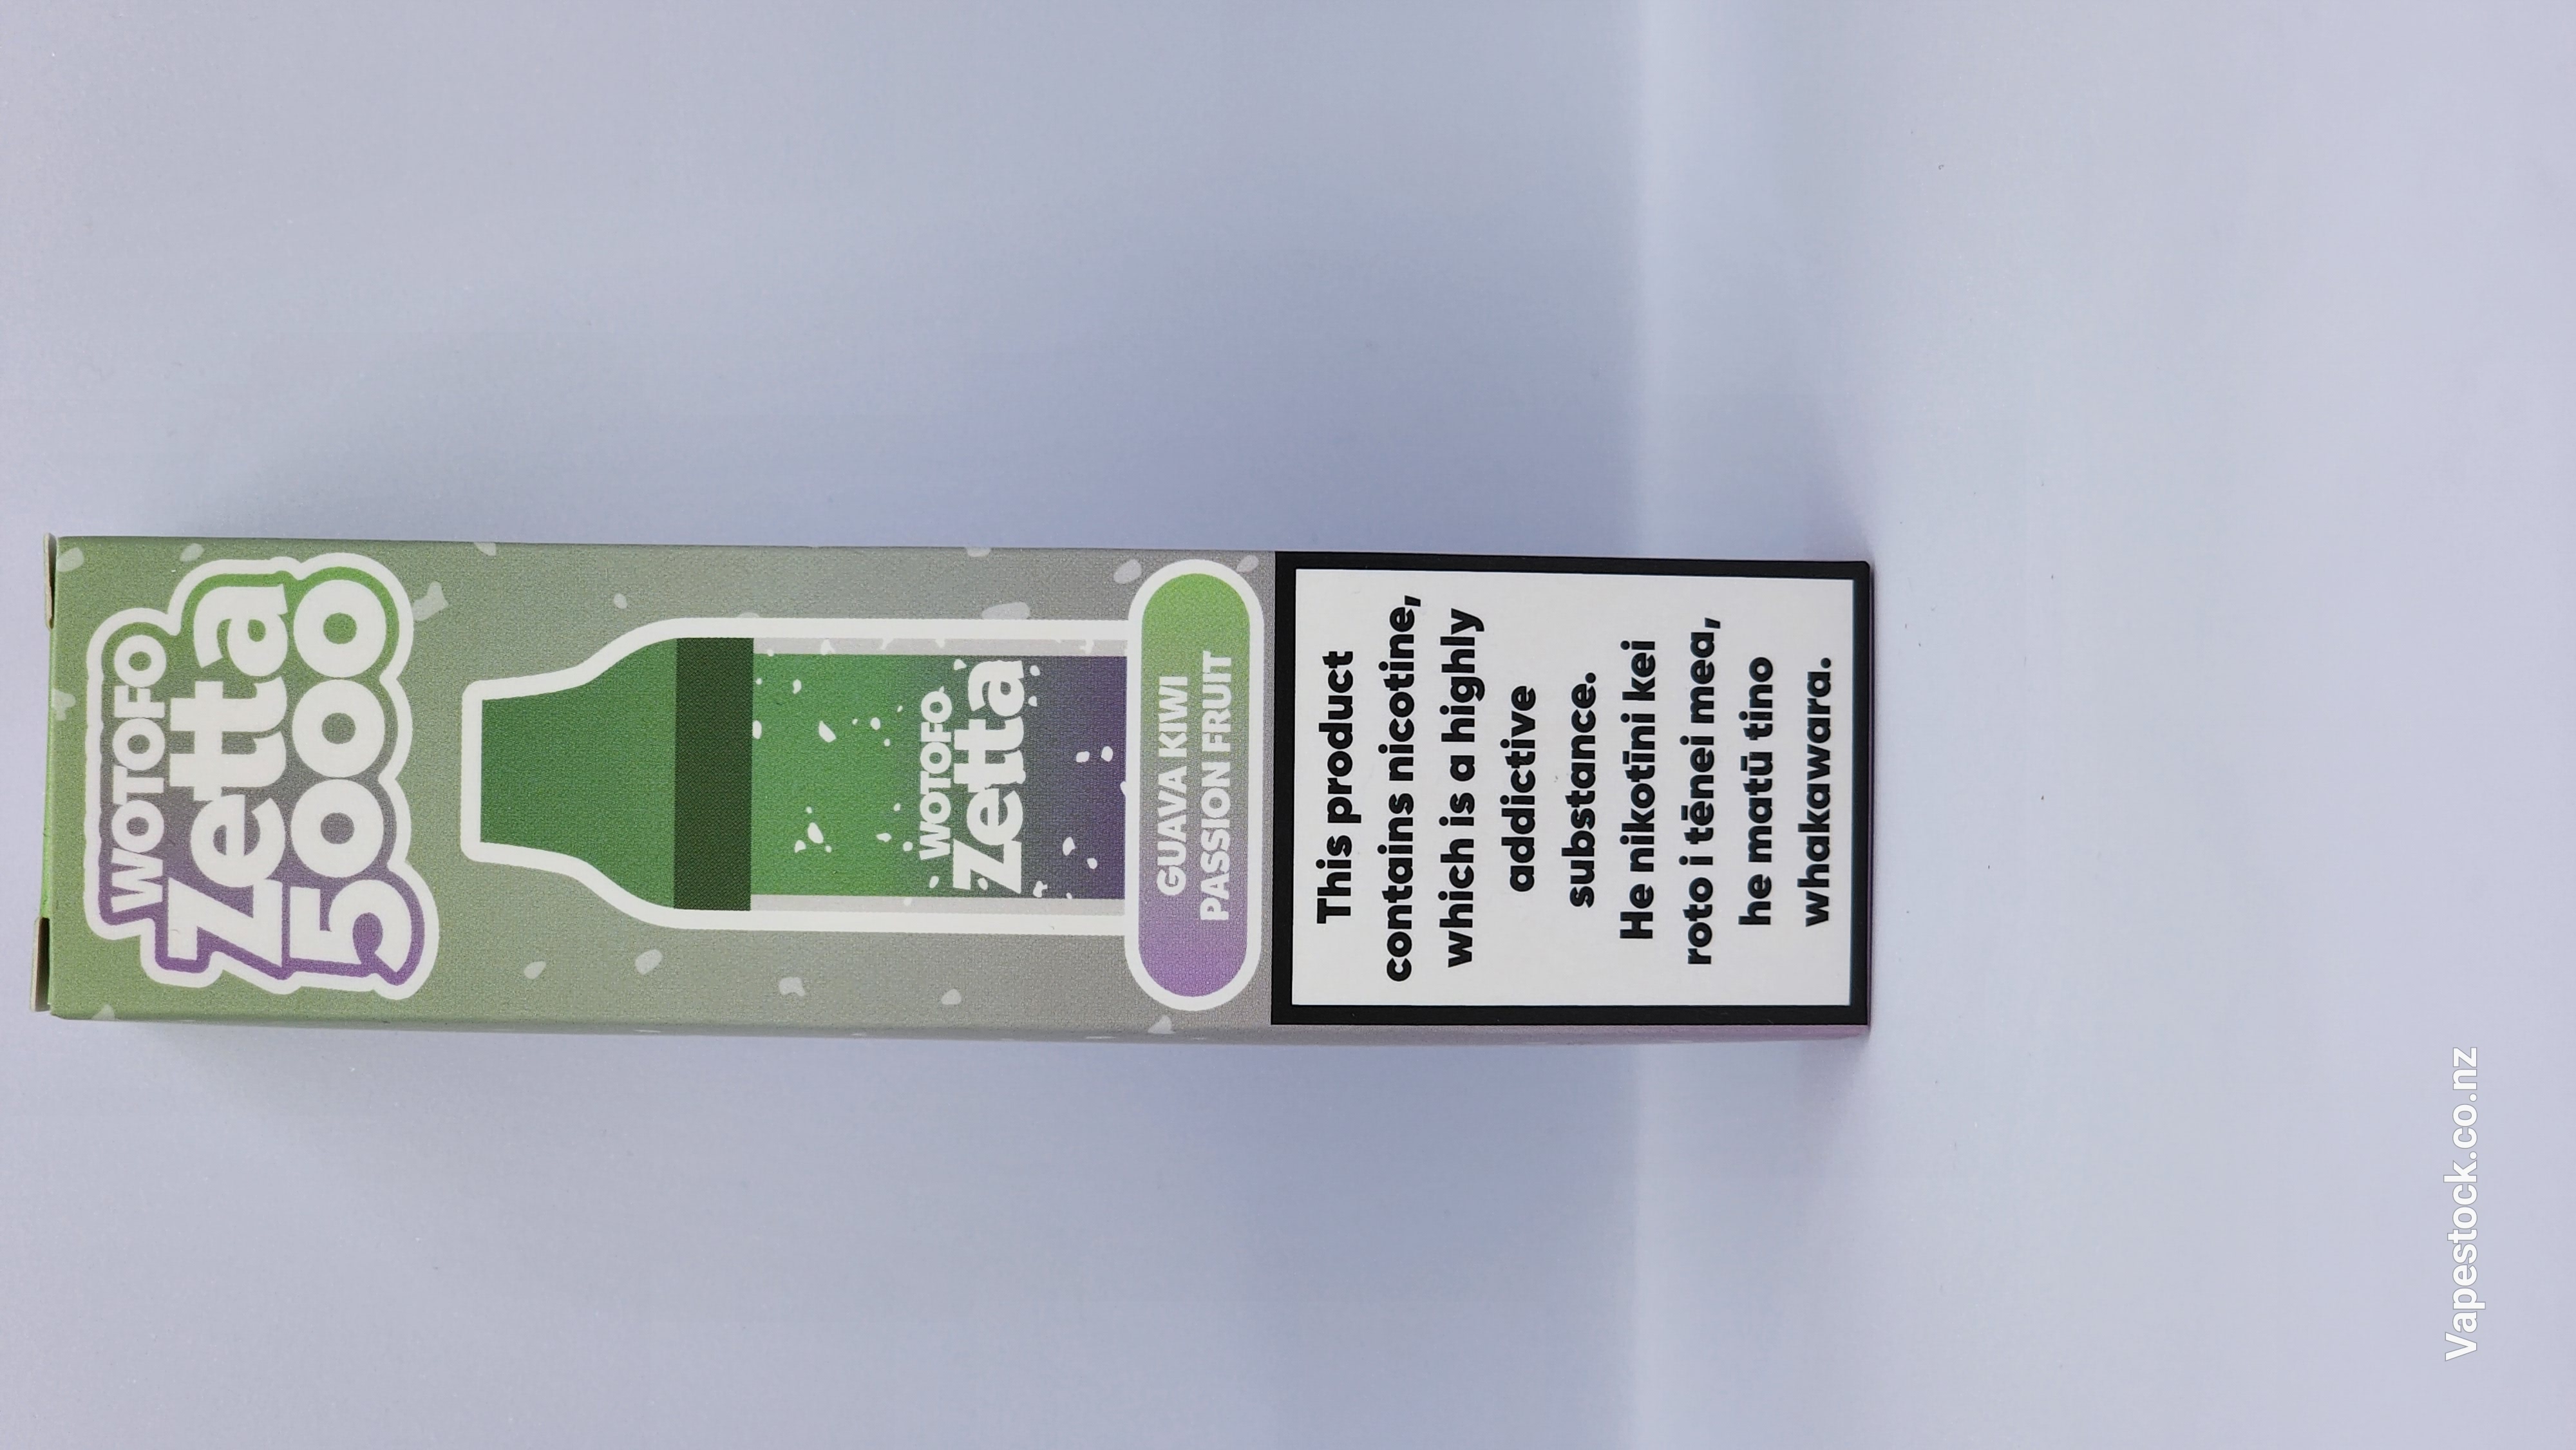 WOTOFO
Zetta
5000
WOTOFO
Zetta
GUAVA KIWI
PASSION FRUIT
This product
contains nicotine,
which is a highly
addictive
substance.
He nikotīni kei
roto i tēnei mea,
he matū tino
whakawara.
Vapestock.co.nz